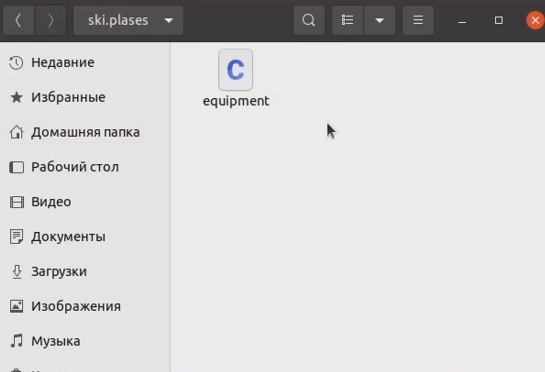 ski.plases
Недавние
Избранные
Домашняя папка
Рабочий стол
Видео
Документы
Загрузки
Изображения
Музыка
C
equipment